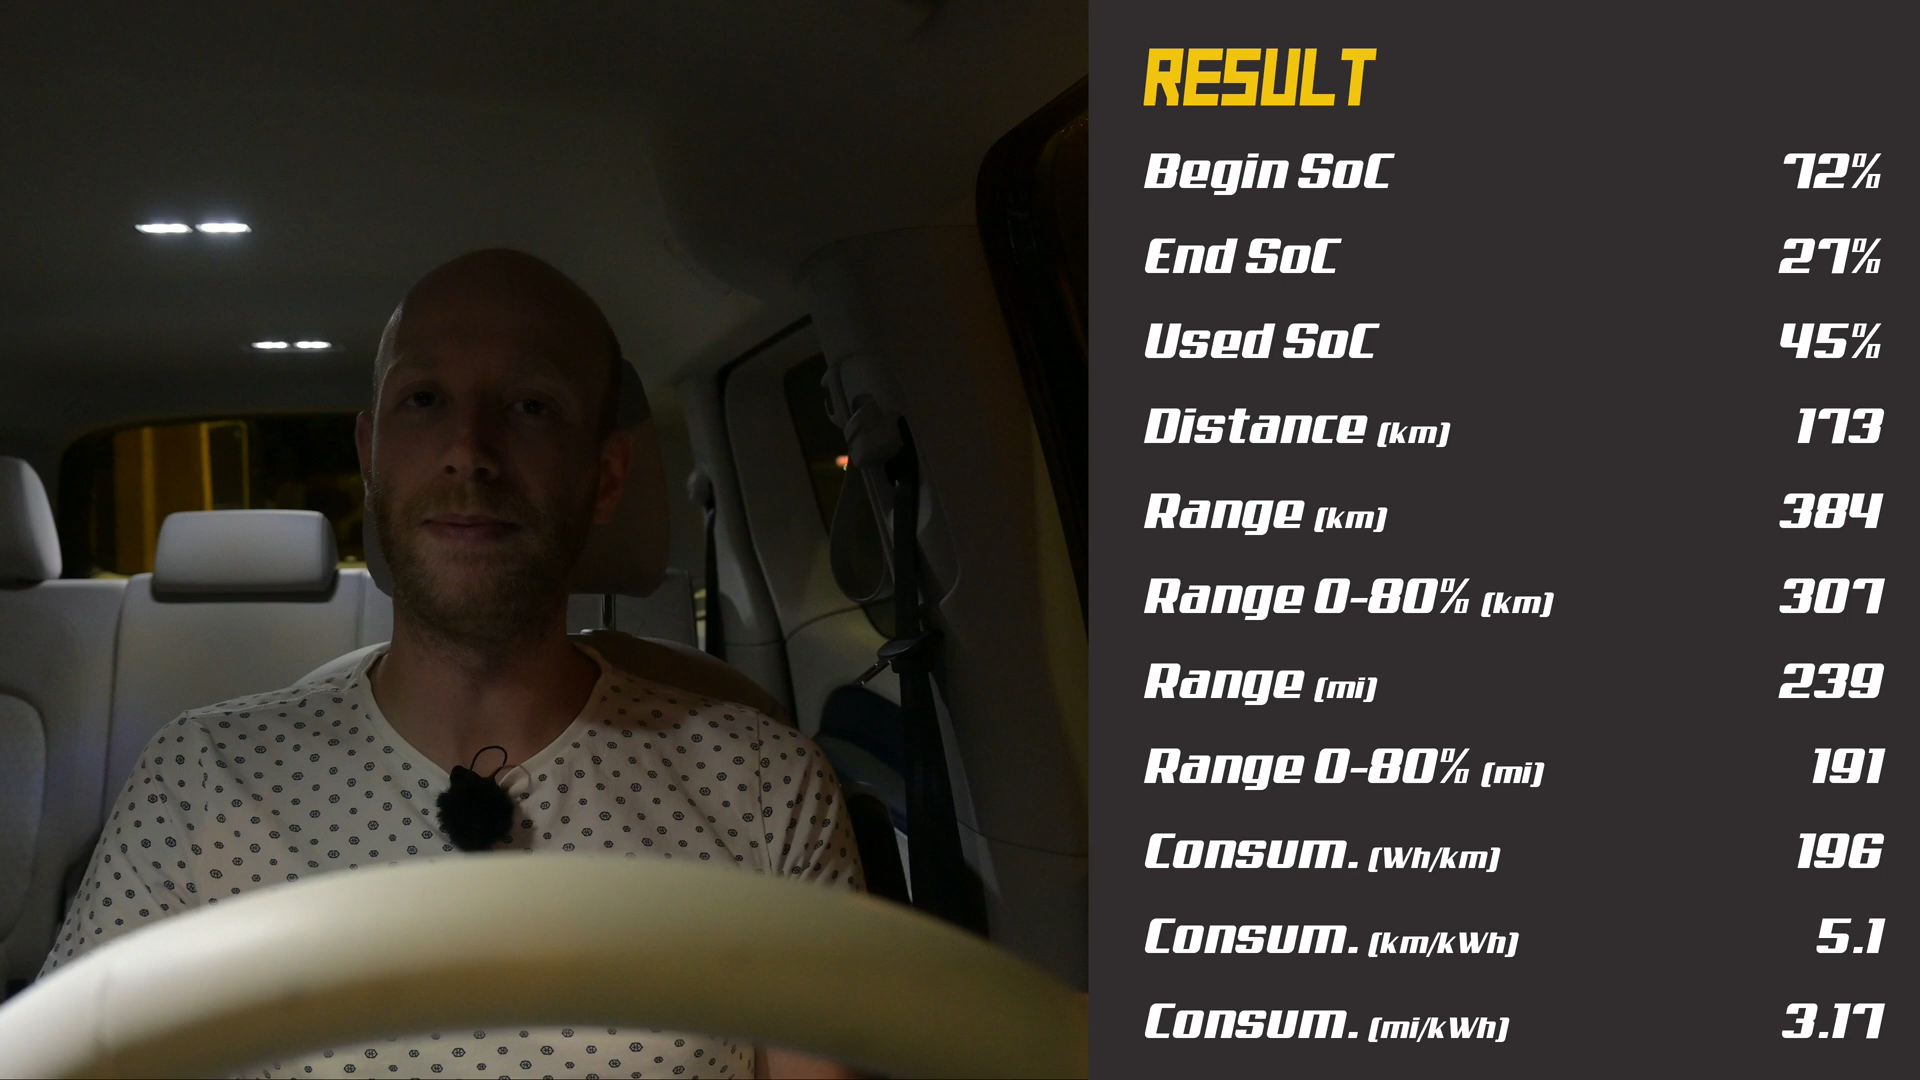 RESULT
Begin SoC 72%
End SoC 27%
Used SoC 45%
Distance (km) 173
Range (km) 384
Range 0-80% (km) 307
Range (mi) 239
Range 0-80% (mi) 191
Consum. (Wh/km) 196
Consum. (km/kWh) 5.1
Consum. (mi/kWh) 3.17